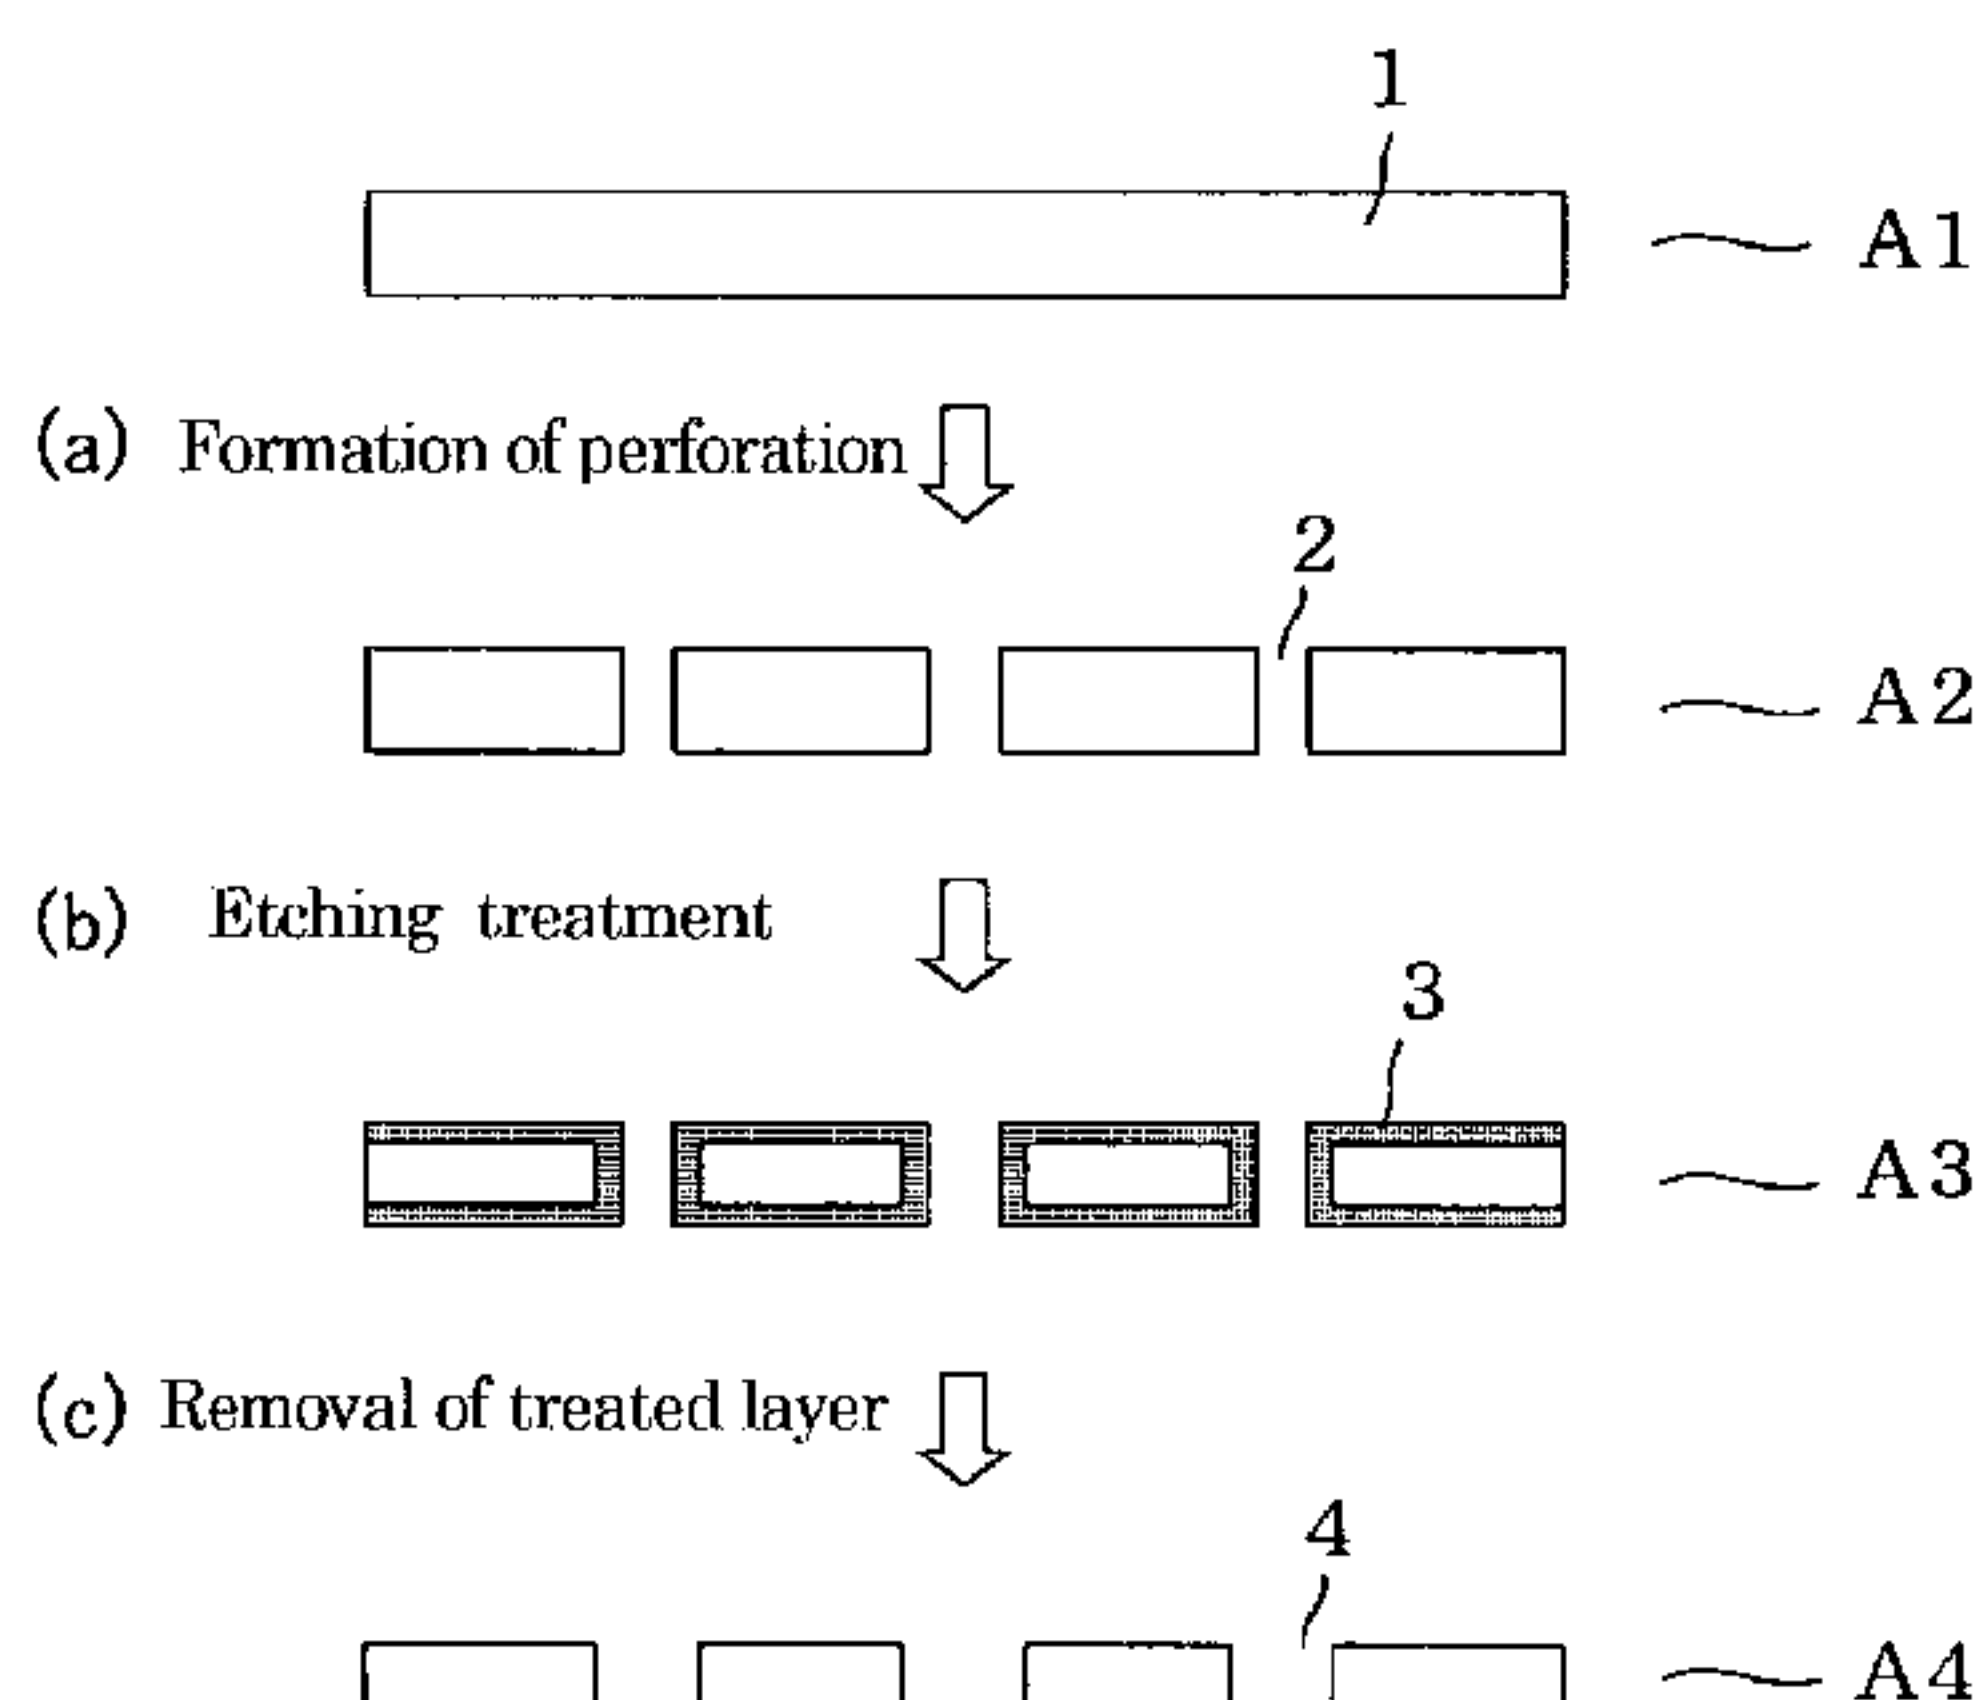 1
A1
(a) Formation of perforation
2
A2
(b) Etching treatment
3
A3
(c) Removal of treated layer
4
A4